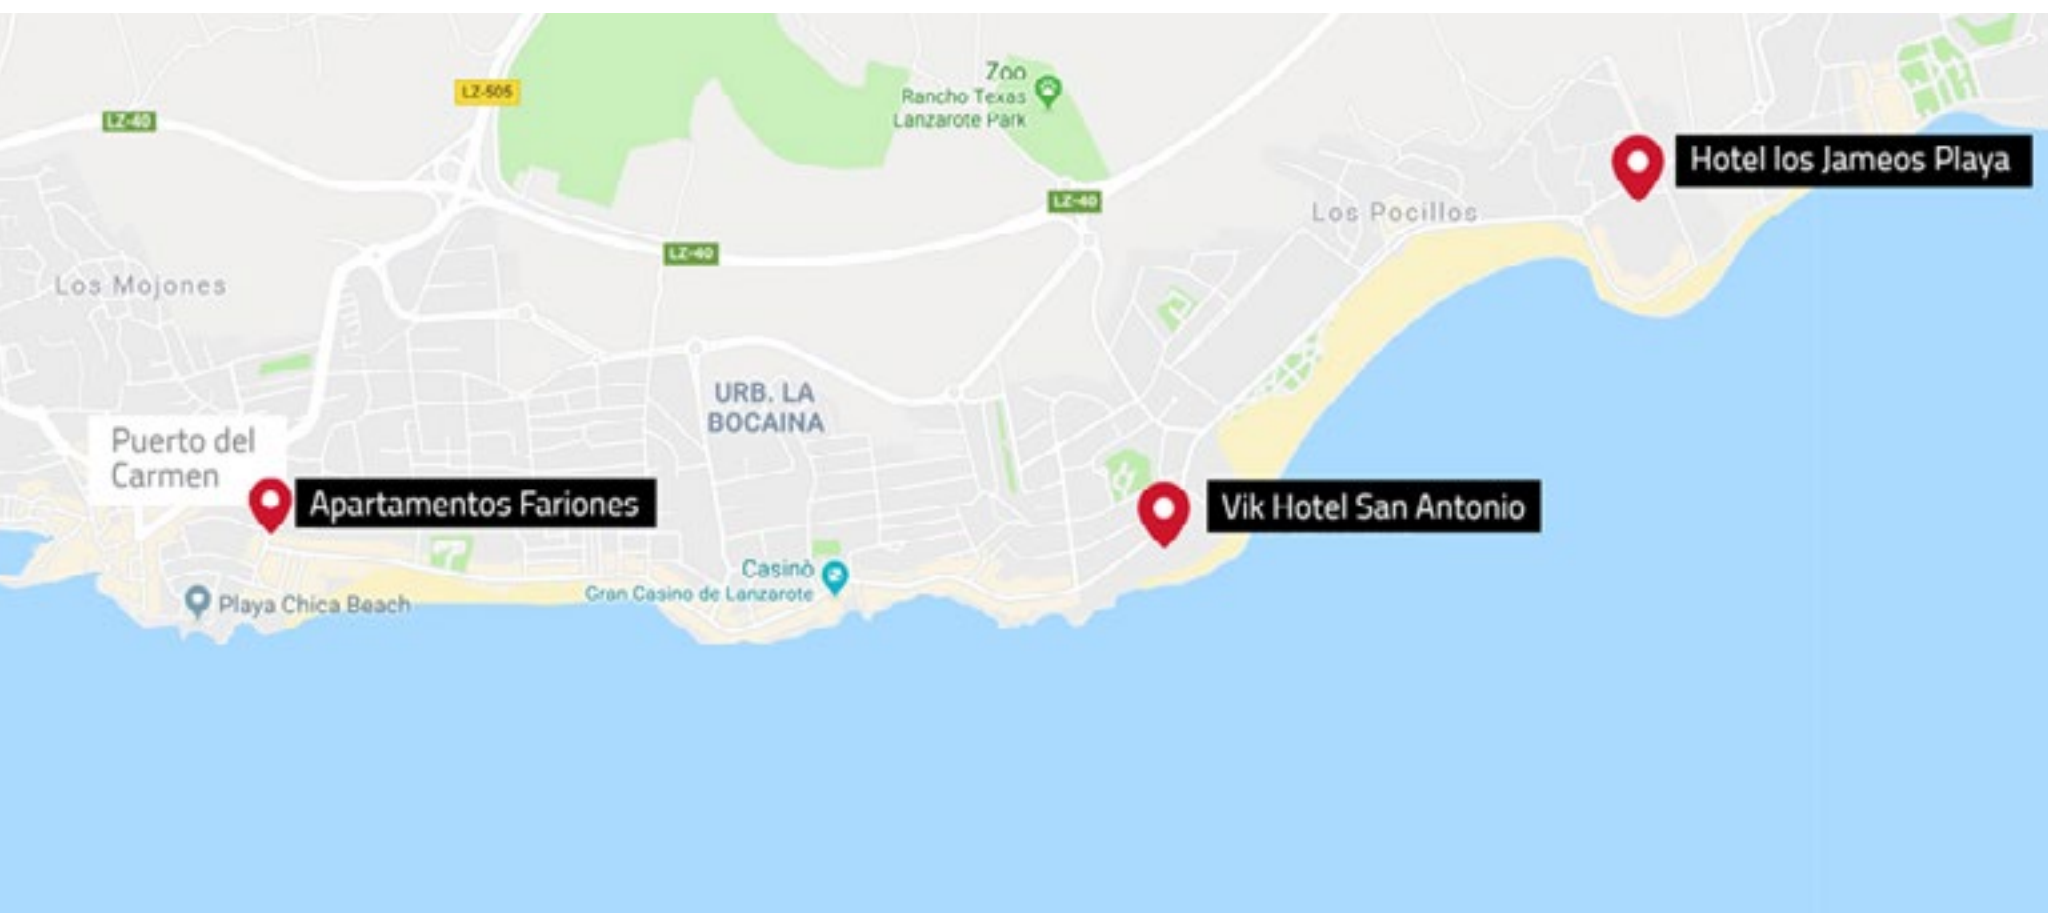 Zoo
Rancho Texas
Lanzarote Park
LZ-505
LZ-40
Hotel los Jameos Playa
LZ-40
Los Pocillos
LZ-40
Los Mojones
URB. LA
BOCAINA
Puerto del
Carmen
Apartamentos Fariones
Vik Hotel San Antonio
Casinò
Gran Casino de Lanzarote
Playa Chica Beach